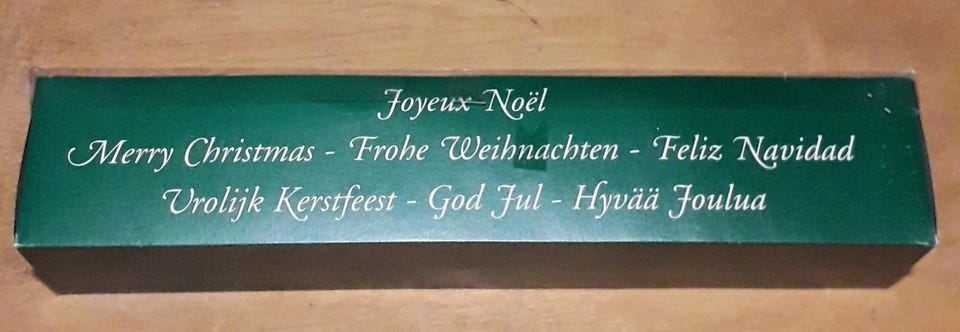 Joyeux Noël
Merry Christmas - Frohe Weihnachten - Feliz Navidad
Vrolijk Kerstfeest - God Jul - Hyvää Joulua